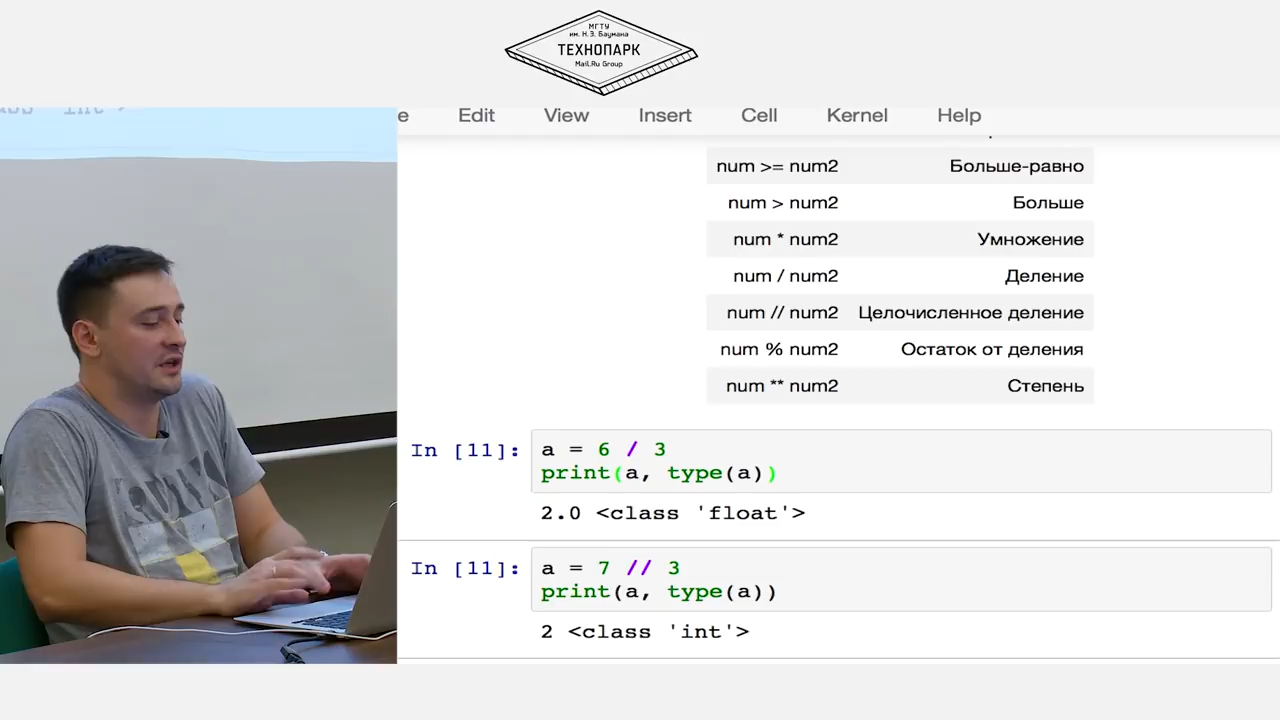 МГТУ
им. Н.Э. Баумана
ТЕХНОПАРК
Mail.Ru Group
e Edit View Insert Cell Kernel Help
num >= num2 Больше-равно
num > num2 Больше
num * num2 Умножение
num / num2 Деление
num // num2 Целочисленное деление
num % num2 Остаток от деления
num ** num2 Степень
In [11]: a = 6 / 3
print(a, type(a))
2.0 <class 'float'>
In [11]: a = 7 // 3
print(a, type(a))
2 <class 'int'>